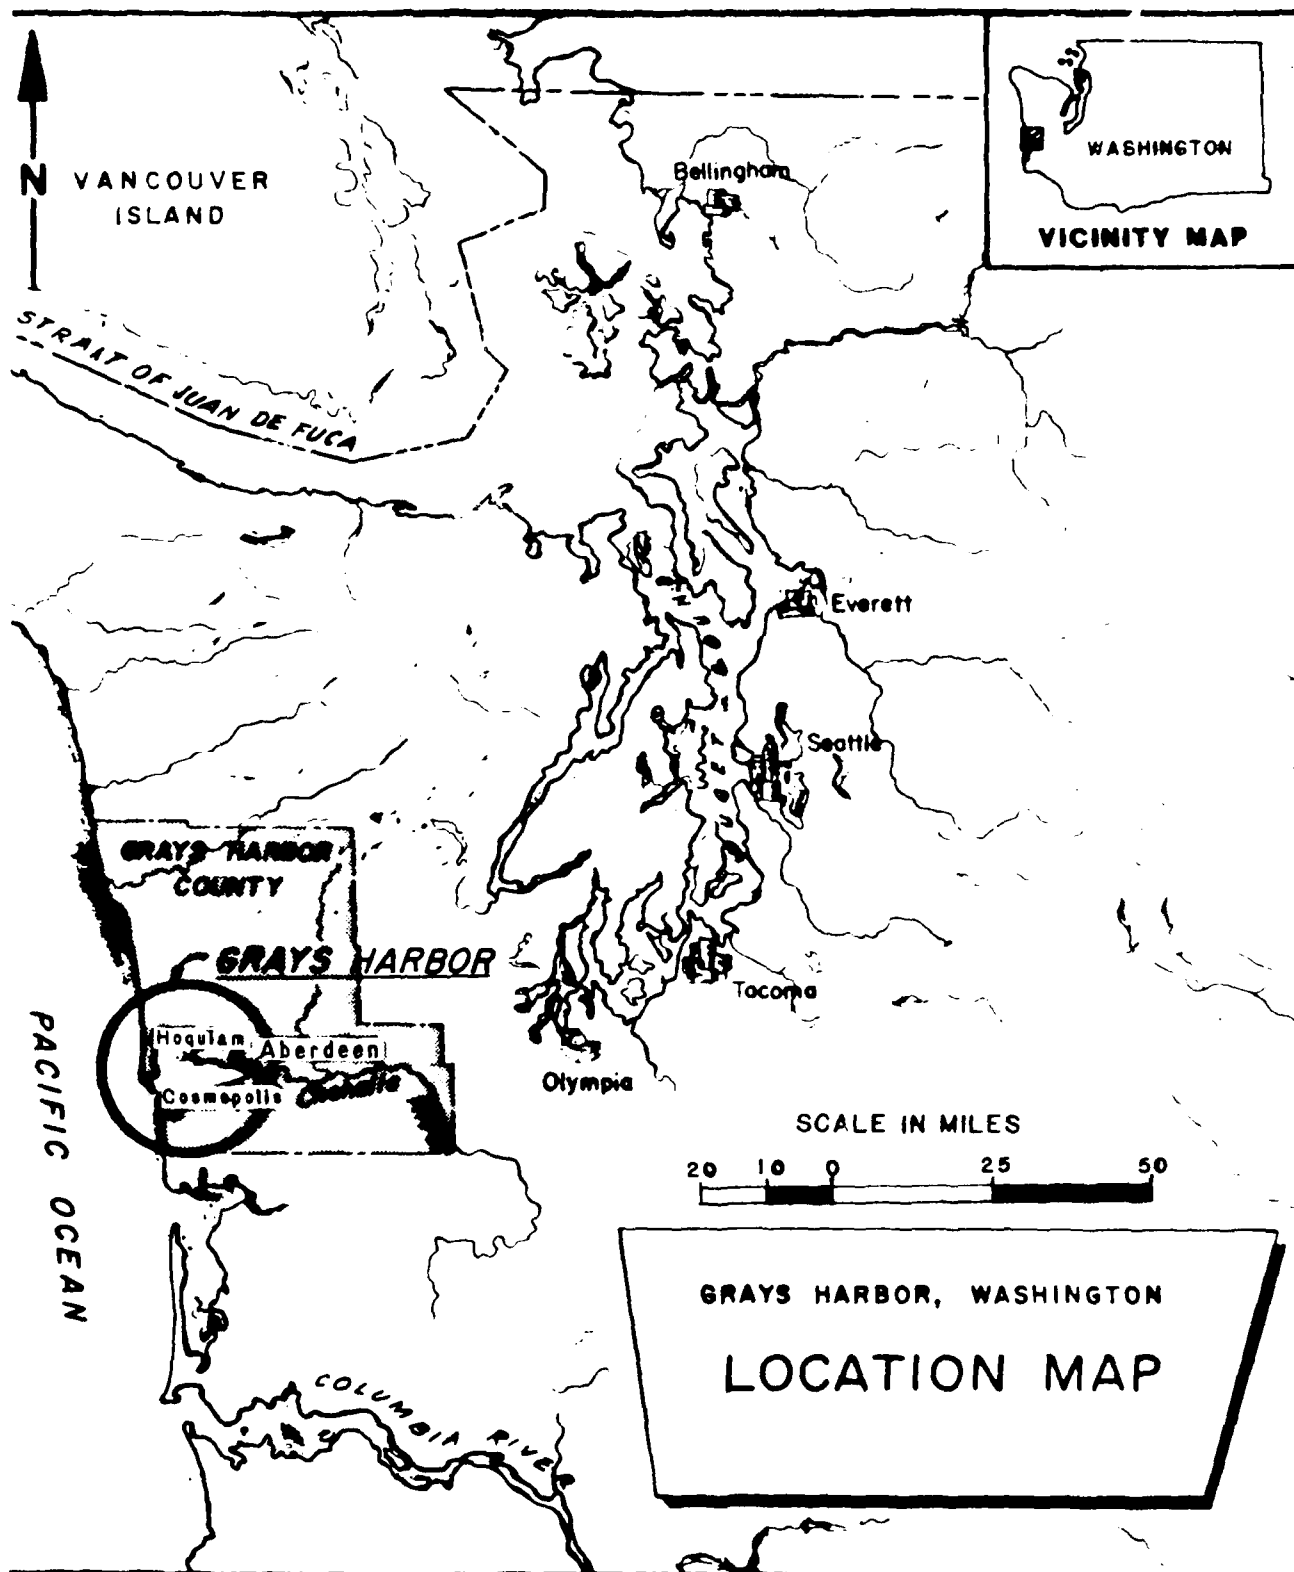 N
VANCOUVER
ISLAND
STRAIT OF JUAN DE FUCA
Bellingham
WASHINGTON
VICINITY MAP
Everett
Seattle
GRAYS HARBOR
COUNTY
GRAYS HARBOR
Tacoma
Hoquiam
Aberdeen
Cosmopolis
Chehalis
Olympia
PACIFIC OCEAN
SCALE IN MILES
20 10 0 25 50
GRAYS HARBOR, WASHINGTON
LOCATION MAP
COLUMBIA RIVER